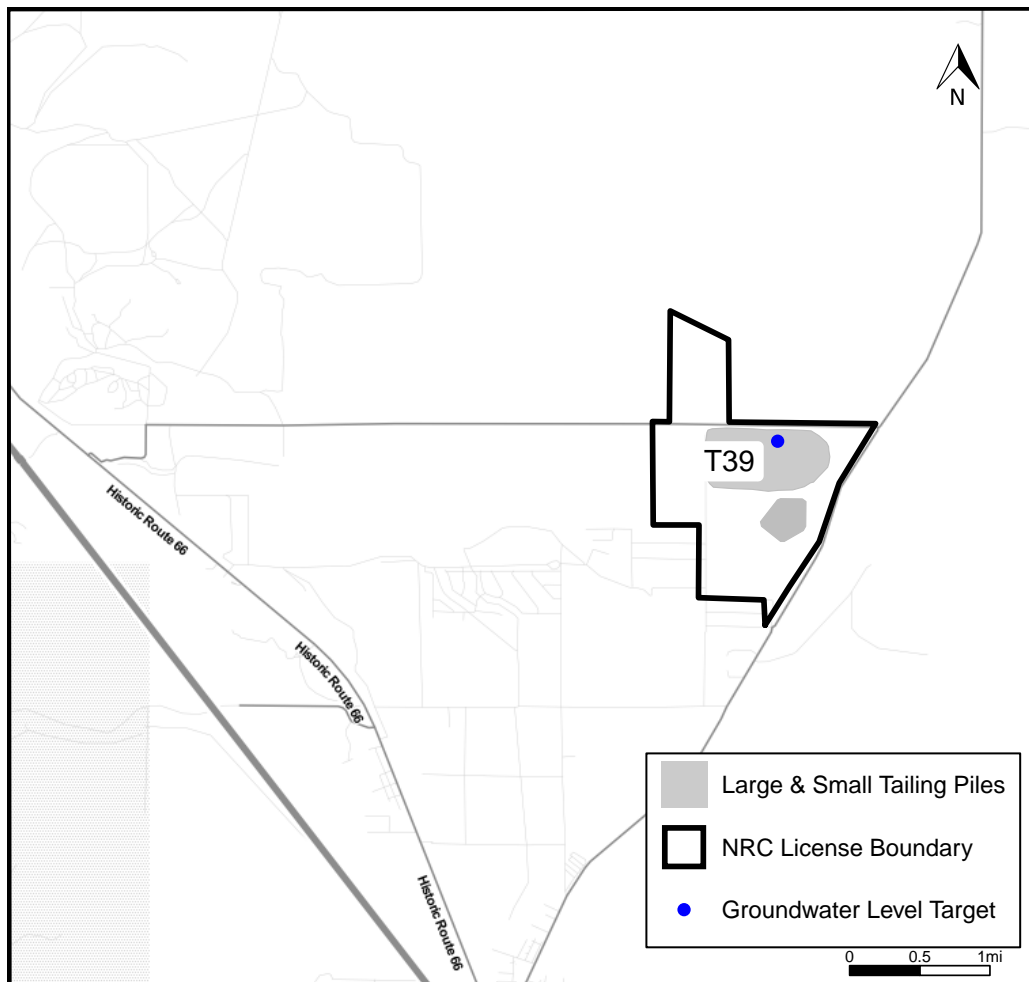 N
T39
Historic Route 66
Historic Route 66
Historic Route 66
Large & Small Tailing Piles
NRC License Boundary
Groundwater Level Target
0 0.5 1mi